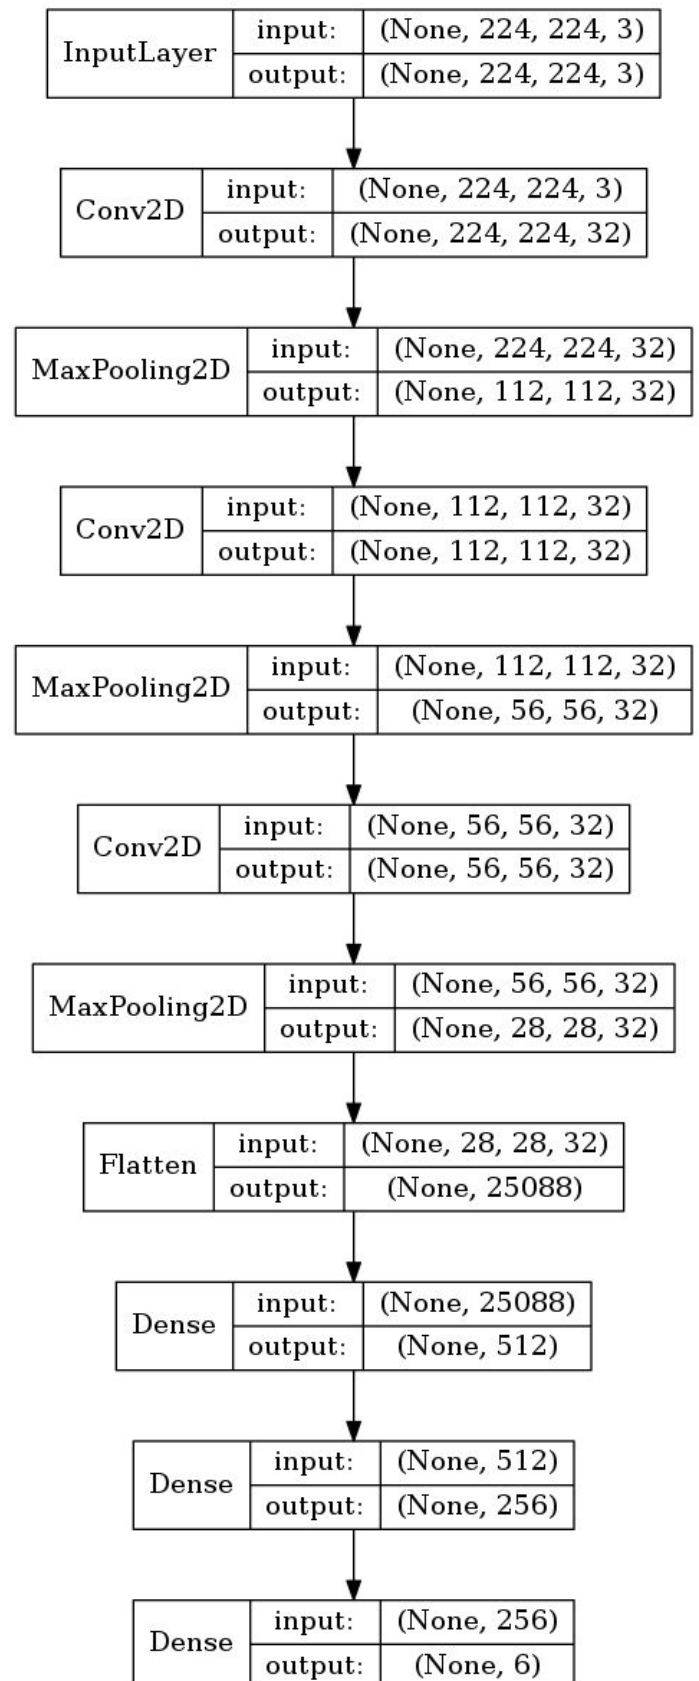 InputLayer
input: (None, 224, 224, 3)
output: (None, 224, 224, 3)
Conv2D
input: (None, 224, 224, 3)
output: (None, 224, 224, 32)
MaxPooling2D
input: (None, 224, 224, 32)
output: (None, 112, 112, 32)
Conv2D
input: (None, 112, 112, 32)
output: (None, 112, 112, 32)
MaxPooling2D
input: (None, 112, 112, 32)
output: (None, 56, 56, 32)
Conv2D
input: (None, 56, 56, 32)
output: (None, 56, 56, 32)
MaxPooling2D
input: (None, 56, 56, 32)
output: (None, 28, 28, 32)
Flatten
input: (None, 28, 28, 32)
output: (None, 25088)
Dense
input: (None, 25088)
output: (None, 512)
Dense
input: (None, 512)
output: (None, 256)
Dense
input: (None, 256)
output: (None, 6)